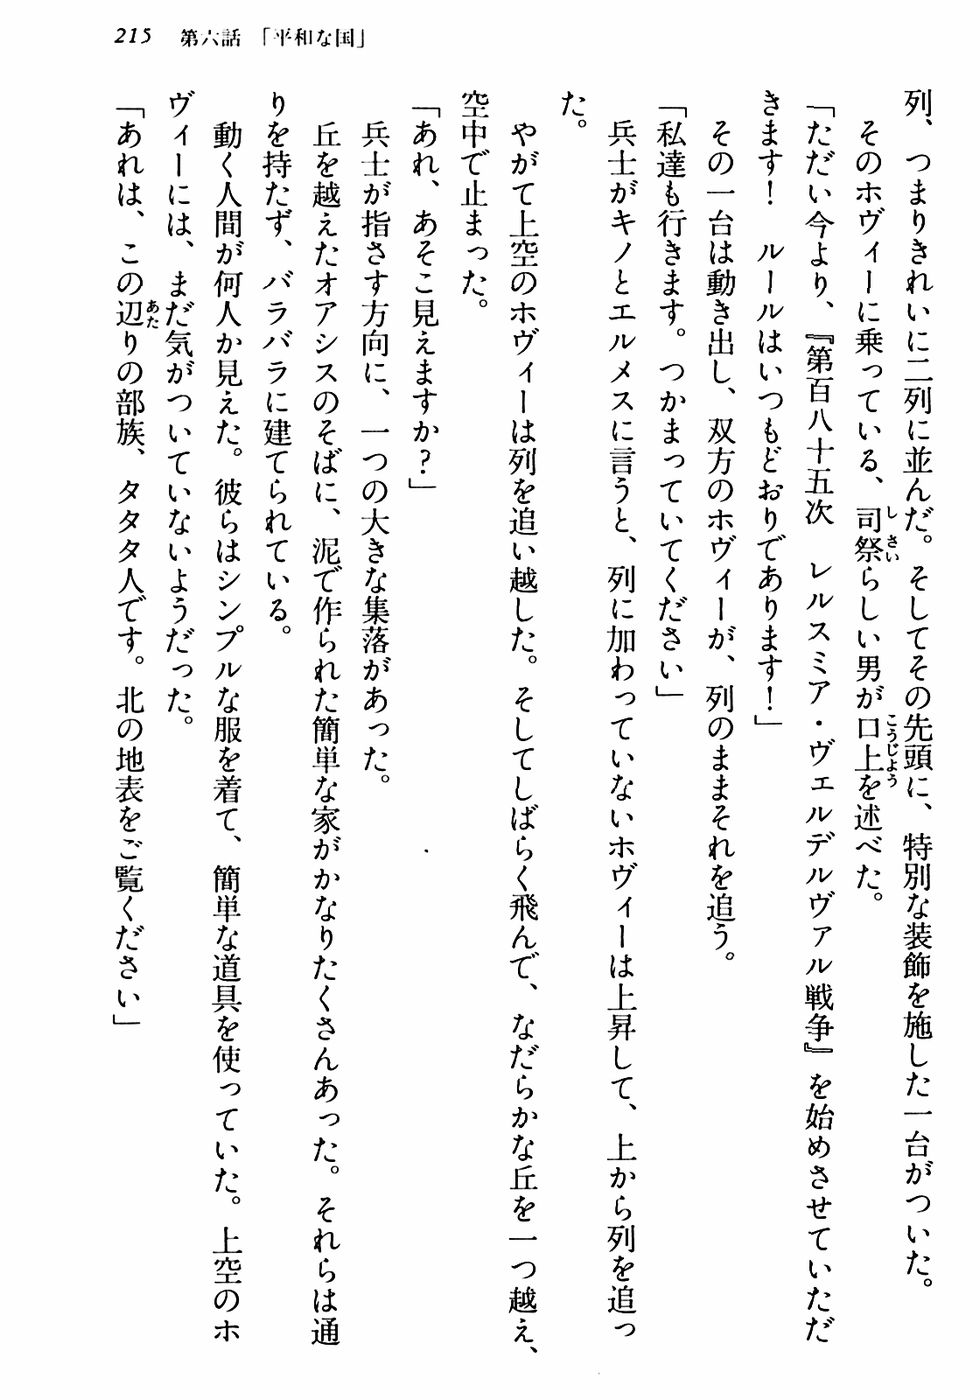 215 第六話 「平和な国」
列、つまりきれいに二列に並んだ。そしてその先頭に、特別な装飾を施した一台がついた。
そのホヴィーに乗っている、司祭らしい男が口上を述べた。
「ただい今より、『第百八十五次 レルスミア・ヴェルデルヴァル戦争』を始めさせていただ
きます！ ルールはいつもどおりであります！」
その一台は動き出し、双方のホヴィーが、列のままそれを追う。
「私達も行きます。つかまっていてください」
兵士がキノとエルメスに言うと、列に加わっていないホヴィーは上昇して、上から列を追っ
た。
やがて上空のホヴィーは列を追い越した。そしてしばらく飛んで、なだらかな丘を一つ越え、
空中で止まった。
「あれ、あそこ見えますか？」
兵士が指さす方向に、一つの大きな集落があった。
丘を越えたオアシスのそばに、泥で作られた簡単な家がかなりたくさんあった。それらは通
りを持たず、バラバラに建てられている。
動く人間が何人か見えた。彼らはシンプルな服を着て、簡単な道具を使っていた。上空のホ
ヴィーには、まだ気がついていないようだった。
「あれは、この辺りの部族、タタタ人です。北の地表をご覧ください」
しさい
こうじょう
あた